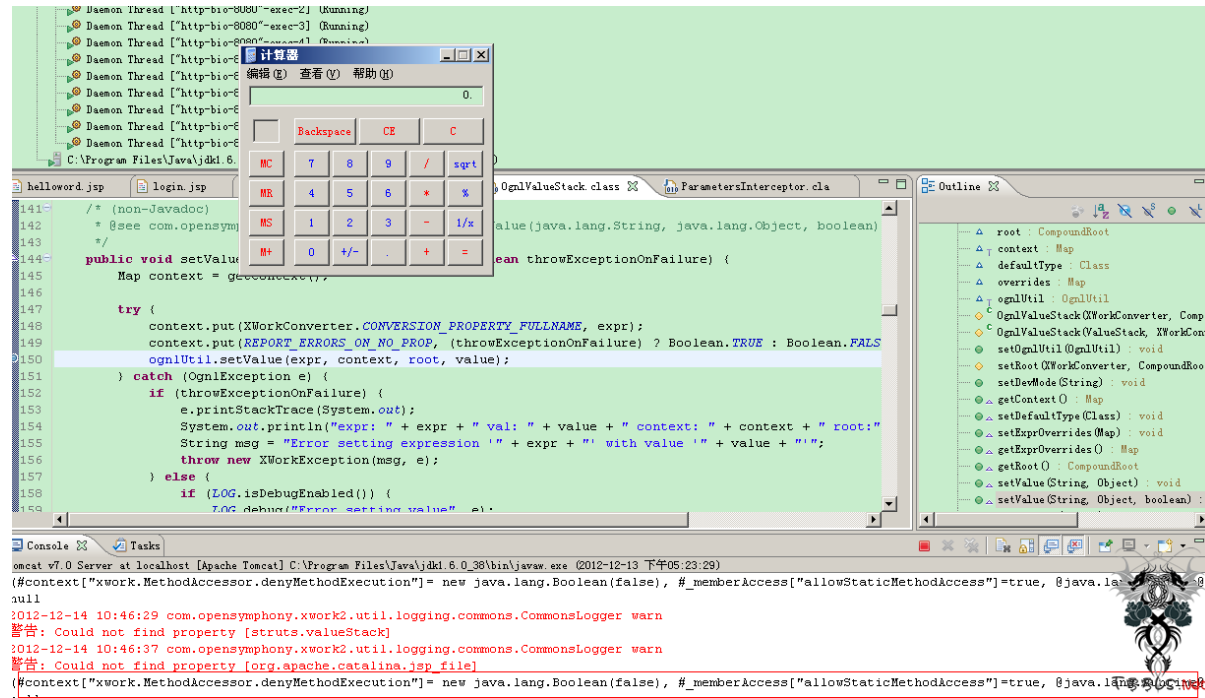 Daemon Thread ["http-bio-8080"-exec-2] (Running)
Daemon Thread ["http-bio-8080"-exec-3] (Running)
Daemon Thread ["http-bio-8080"-exec-4] (Running)
Daemon Thread ["http-bio-8
Daemon Thread ["http-bio-8
Daemon Thread ["http-bio-8
Daemon Thread ["http-bio-8
Daemon Thread ["http-bio-8
Daemon Thread ["http-bio-8
C:\Program Files\Java\jdk1.6.
计算器
编辑(E) 查看(V) 帮助(H)
0.
Backspace CE C
MC 7 8 9 / sqrt
MR 4 5 6 * %
MS 1 2 3 - 1/x
M+ 0 +/- . + =
helloword.jsp login.jsp OgnlValueStack.class ParametersInterceptor.cla
141 /* (non-Javadoc)
142 * @see com.opensymp alue(java.lang.String, java.lang.Object, boolean)
143 */
144 public void setValue ean throwExceptionOnFailure) {
145 Map context = getContext();
146
147 try {
148 context.put(XWorkConverter.CONVERSION_PROPERTY_FULLNAME, expr);
149 context.put(REPORT_ERRORS_ON_NO_PROP, (throwExceptionOnFailure) ? Boolean.TRUE : Boolean.FALS
150 ognlUtil.setValue(expr, context, root, value);
151 } catch (OgnlException e) {
152 if (throwExceptionOnFailure) {
153 e.printStackTrace(System.out);
154 System.out.println("expr: " + expr + " val: " + value + " context: " + context + " root:"
155 String msg = "Error setting expression '" + expr + "' with value '" + value + "'";
156 throw new XWorkException(msg, e);
157 } else {
158 if (LOG.isDebugEnabled()) {
159 LOG.debug("Error setting value", e);
Outline
root : CompoundRoot
context : Map
defaultType : Class
overrides : Map
ognlUtil : OgnlUtil
OgnlValueStack(XWorkConverter, Comp
OgnlValueStack(ValueStack, XWorkCon
setOgnlUtil(OgnlUtil) : void
setRoot(XWorkConverter, CompoundRoo
setDevMode(String) : void
getContext() : Map
setDefaultType(Class) : void
setExprOverrides(Map) : void
getExprOverrides() : Map
getRoot() : CompoundRoot
setValue(String, Object) : void
setValue(String, Object, boolean) :
Console Tasks
omcat v7.0 Server at localhost [Apache Tomcat] C:\Program Files\Java\jdk1.6.0_38\bin\javaw.exe (2012-12-13 下午05:23:29)
(#context["xwork.MethodAccessor.denyMethodExecution"]= new java.lang.Boolean(false), #_memberAccess["allowStaticMethodAccess"]=true, @java.la
null
2012-12-14 10:46:29 com.opensymphony.xwork2.util.logging.commons.CommonsLogger warn
警告: Could not find property [struts.valueStack]
2012-12-14 10:46:37 com.opensymphony.xwork2.util.logging.commons.CommonsLogger warn
警告: Could not find property [org.apache.catalina.jsp_file]
(#context["xwork.MethodAccessor.denyMethodExecution"]= new java.lang.Boolean(false), #_memberAccess["allowStaticMethodAccess"]=true, @java.lang